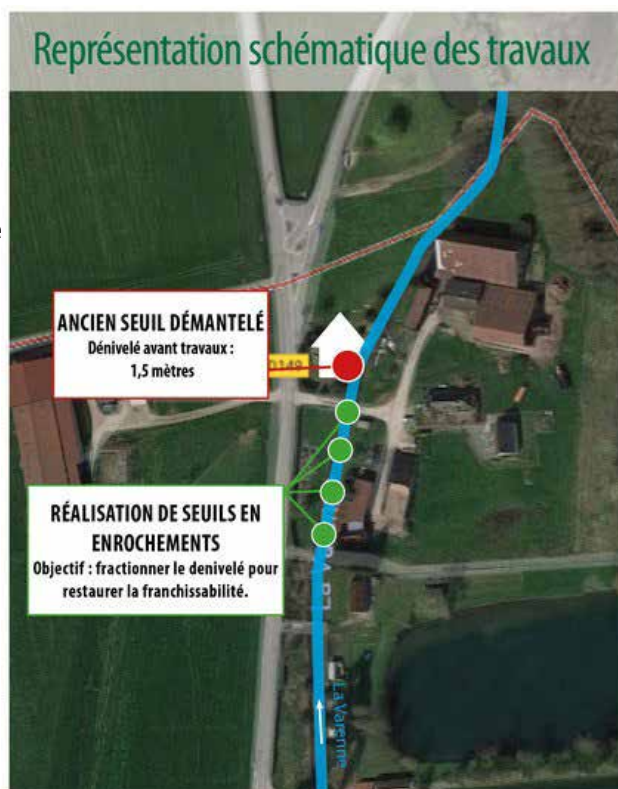 Représentation schématique des travaux
ANCIEN SEUIL DÉMANTELÉ
Dénivelé avant travaux :
1,5 mètres
D149
RÉALISATION DE SEUILS EN
ENROCHEMENTS
Objectif : fractionner le denivelé pour
restaurer la franchissabilité.
La Varenne